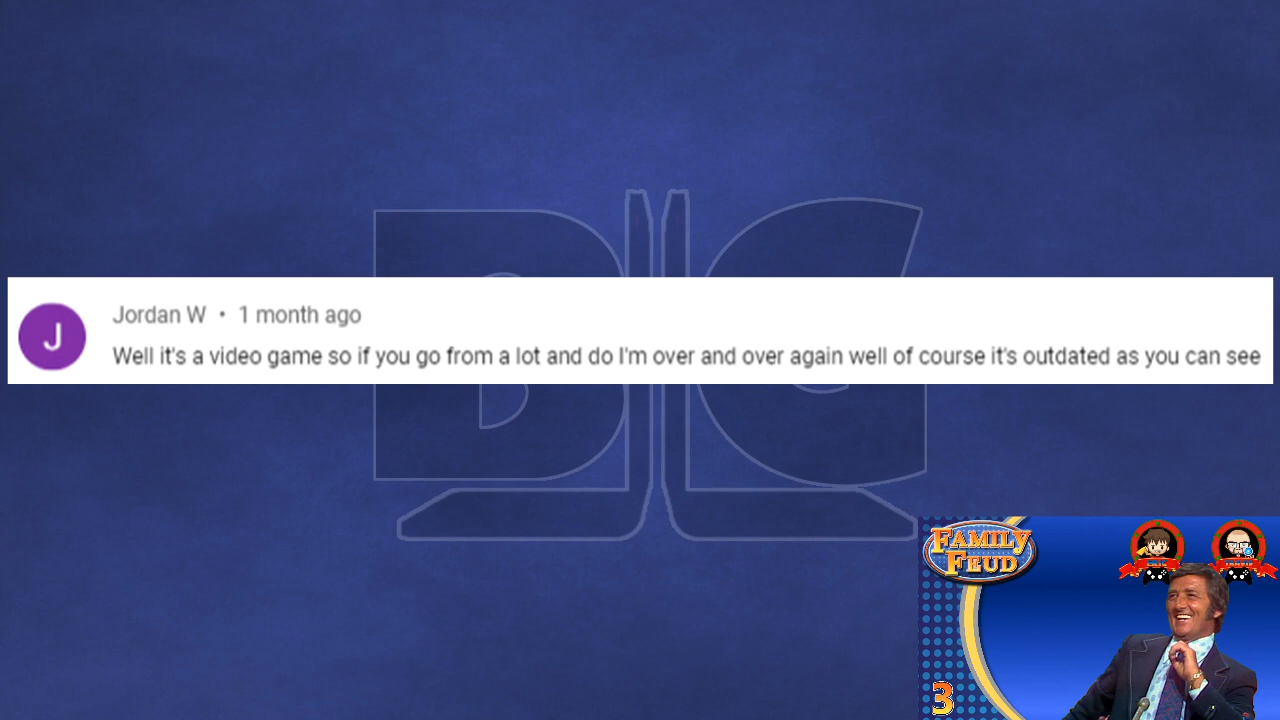 J
Jordan W • 1 month ago
Well it's a video game so if you go from a lot and do I'm over and over again well of course it's outdated as you can see
FAMILY
FEUD
3